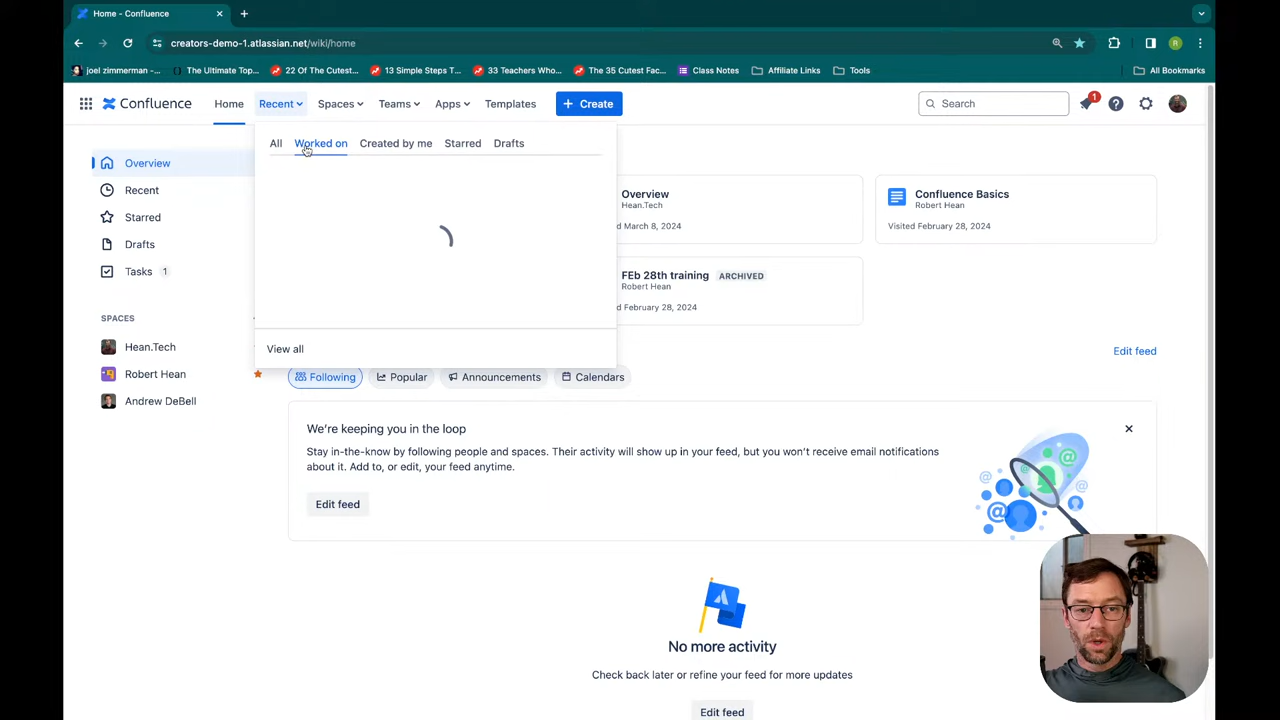 Home - Confluence
creators-demo-1.atlassian.net/wiki/home
R
joel zimmerman -...
The Ultimate Top...
22 Of The Cutest...
13 Simple Steps T...
33 Teachers Who...
The 35 Cutest Fac...
Class Notes
Affiliate Links
Tools
All Bookmarks
Confluence
Home
Recent
Spaces
Teams
Apps
Templates
+ Create
Search
1
All
Worked on
Created by me
Starred
Drafts
View all
Overview
Recent
Starred
Drafts
Tasks 1
SPACES
Hean.Tech
Robert Hean
Andrew DeBell
Overview
Hean.Tech
d March 8, 2024
Confluence Basics
Robert Hean
Visited February 28, 2024
FEb 28th training ARCHIVED
Robert Hean
d February 28, 2024
Edit feed
Following
Popular
Announcements
Calendars
We're keeping you in the loop
Stay in-the-know by following people and spaces. Their activity will show up in your feed, but you won't receive email notifications
about it. Add to, or edit, your feed anytime.
Edit feed
No more activity
Check back later or refine your feed for more updates
Edit feed